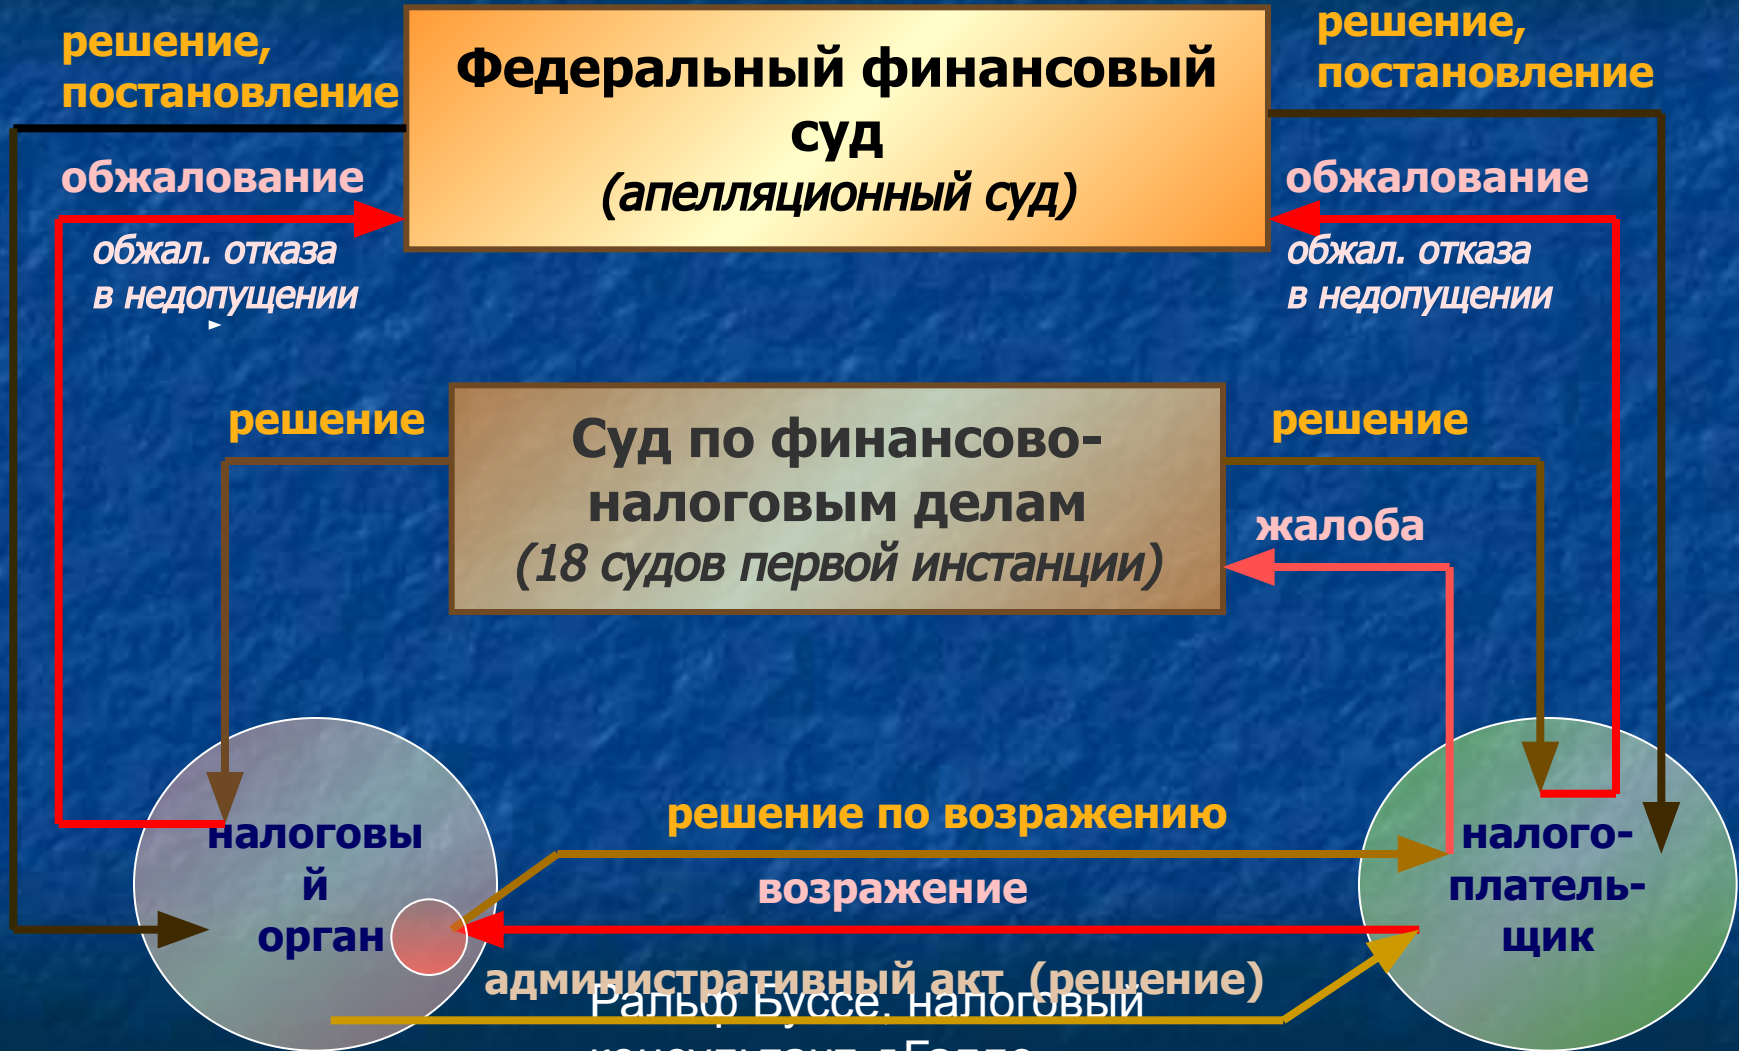 решение,
постановление
Федеральный финансовый
суд
(апелляционный суд)
решение,
постановление
обжалование
обжал. отказа
в недопущении
обжалование
обжал. отказа
в недопущении
решение
Суд по финансово-
налоговым делам
(18 судов первой инстанции)
решение
жалоба
налоговы
й
орган
решение по возражению
возражение
административный акт (решение)
налого-
платель-
щик
Ральф Буссе, налоговый
консультант, г.Галле